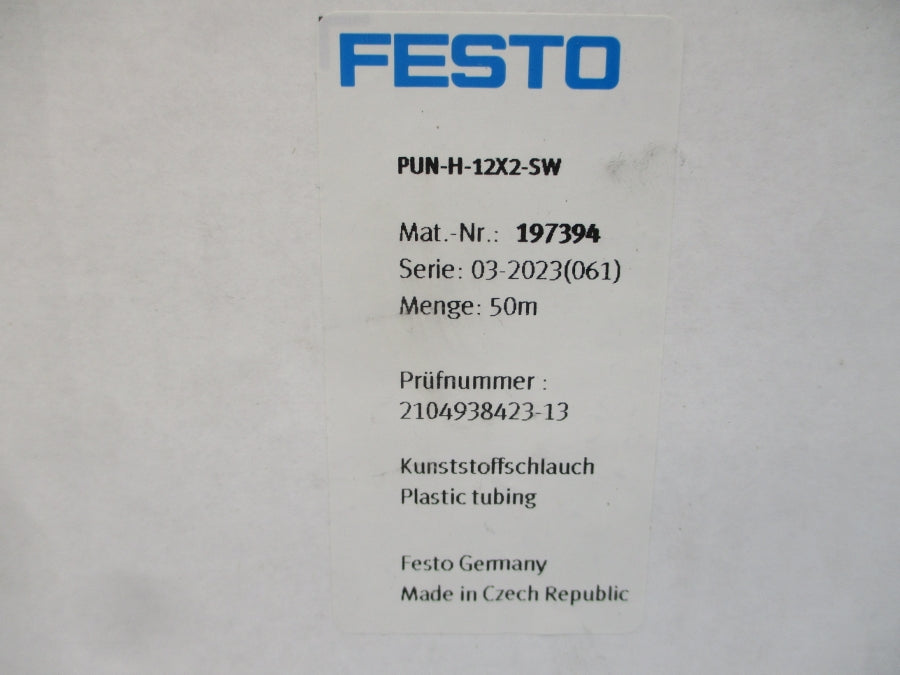 FESTO
PUN-H-12X2-SW
Mat.-Nr.: 197394
Serie: 03-2023(061)
Menge: 50m
Prüfnummer :
2104938423-13
Kunststoffschlauch
Plastic tubing
Festo Germany
Made in Czech Republic